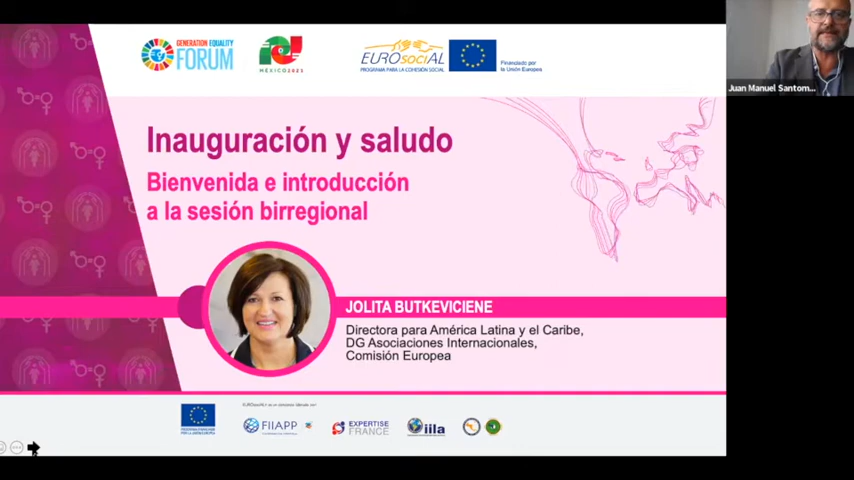 GENERATION EQUALITY
FORUM
MÉXICO2021
EUROsociAL
PROGRAMA PARA LA COHESIÓN SOCIAL
Financiado por
la Unión Europea
Juan Manuel Santom...
Inauguración y saludo
Bienvenida e introducción
a la sesión birregional
JOLITA BUTKEVICIENE
Directora para América Latina y el Caribe,
DG Asociaciones Internacionales,
Comisión Europea
FIIAPP
EXPERTISE
FRANCE
iila